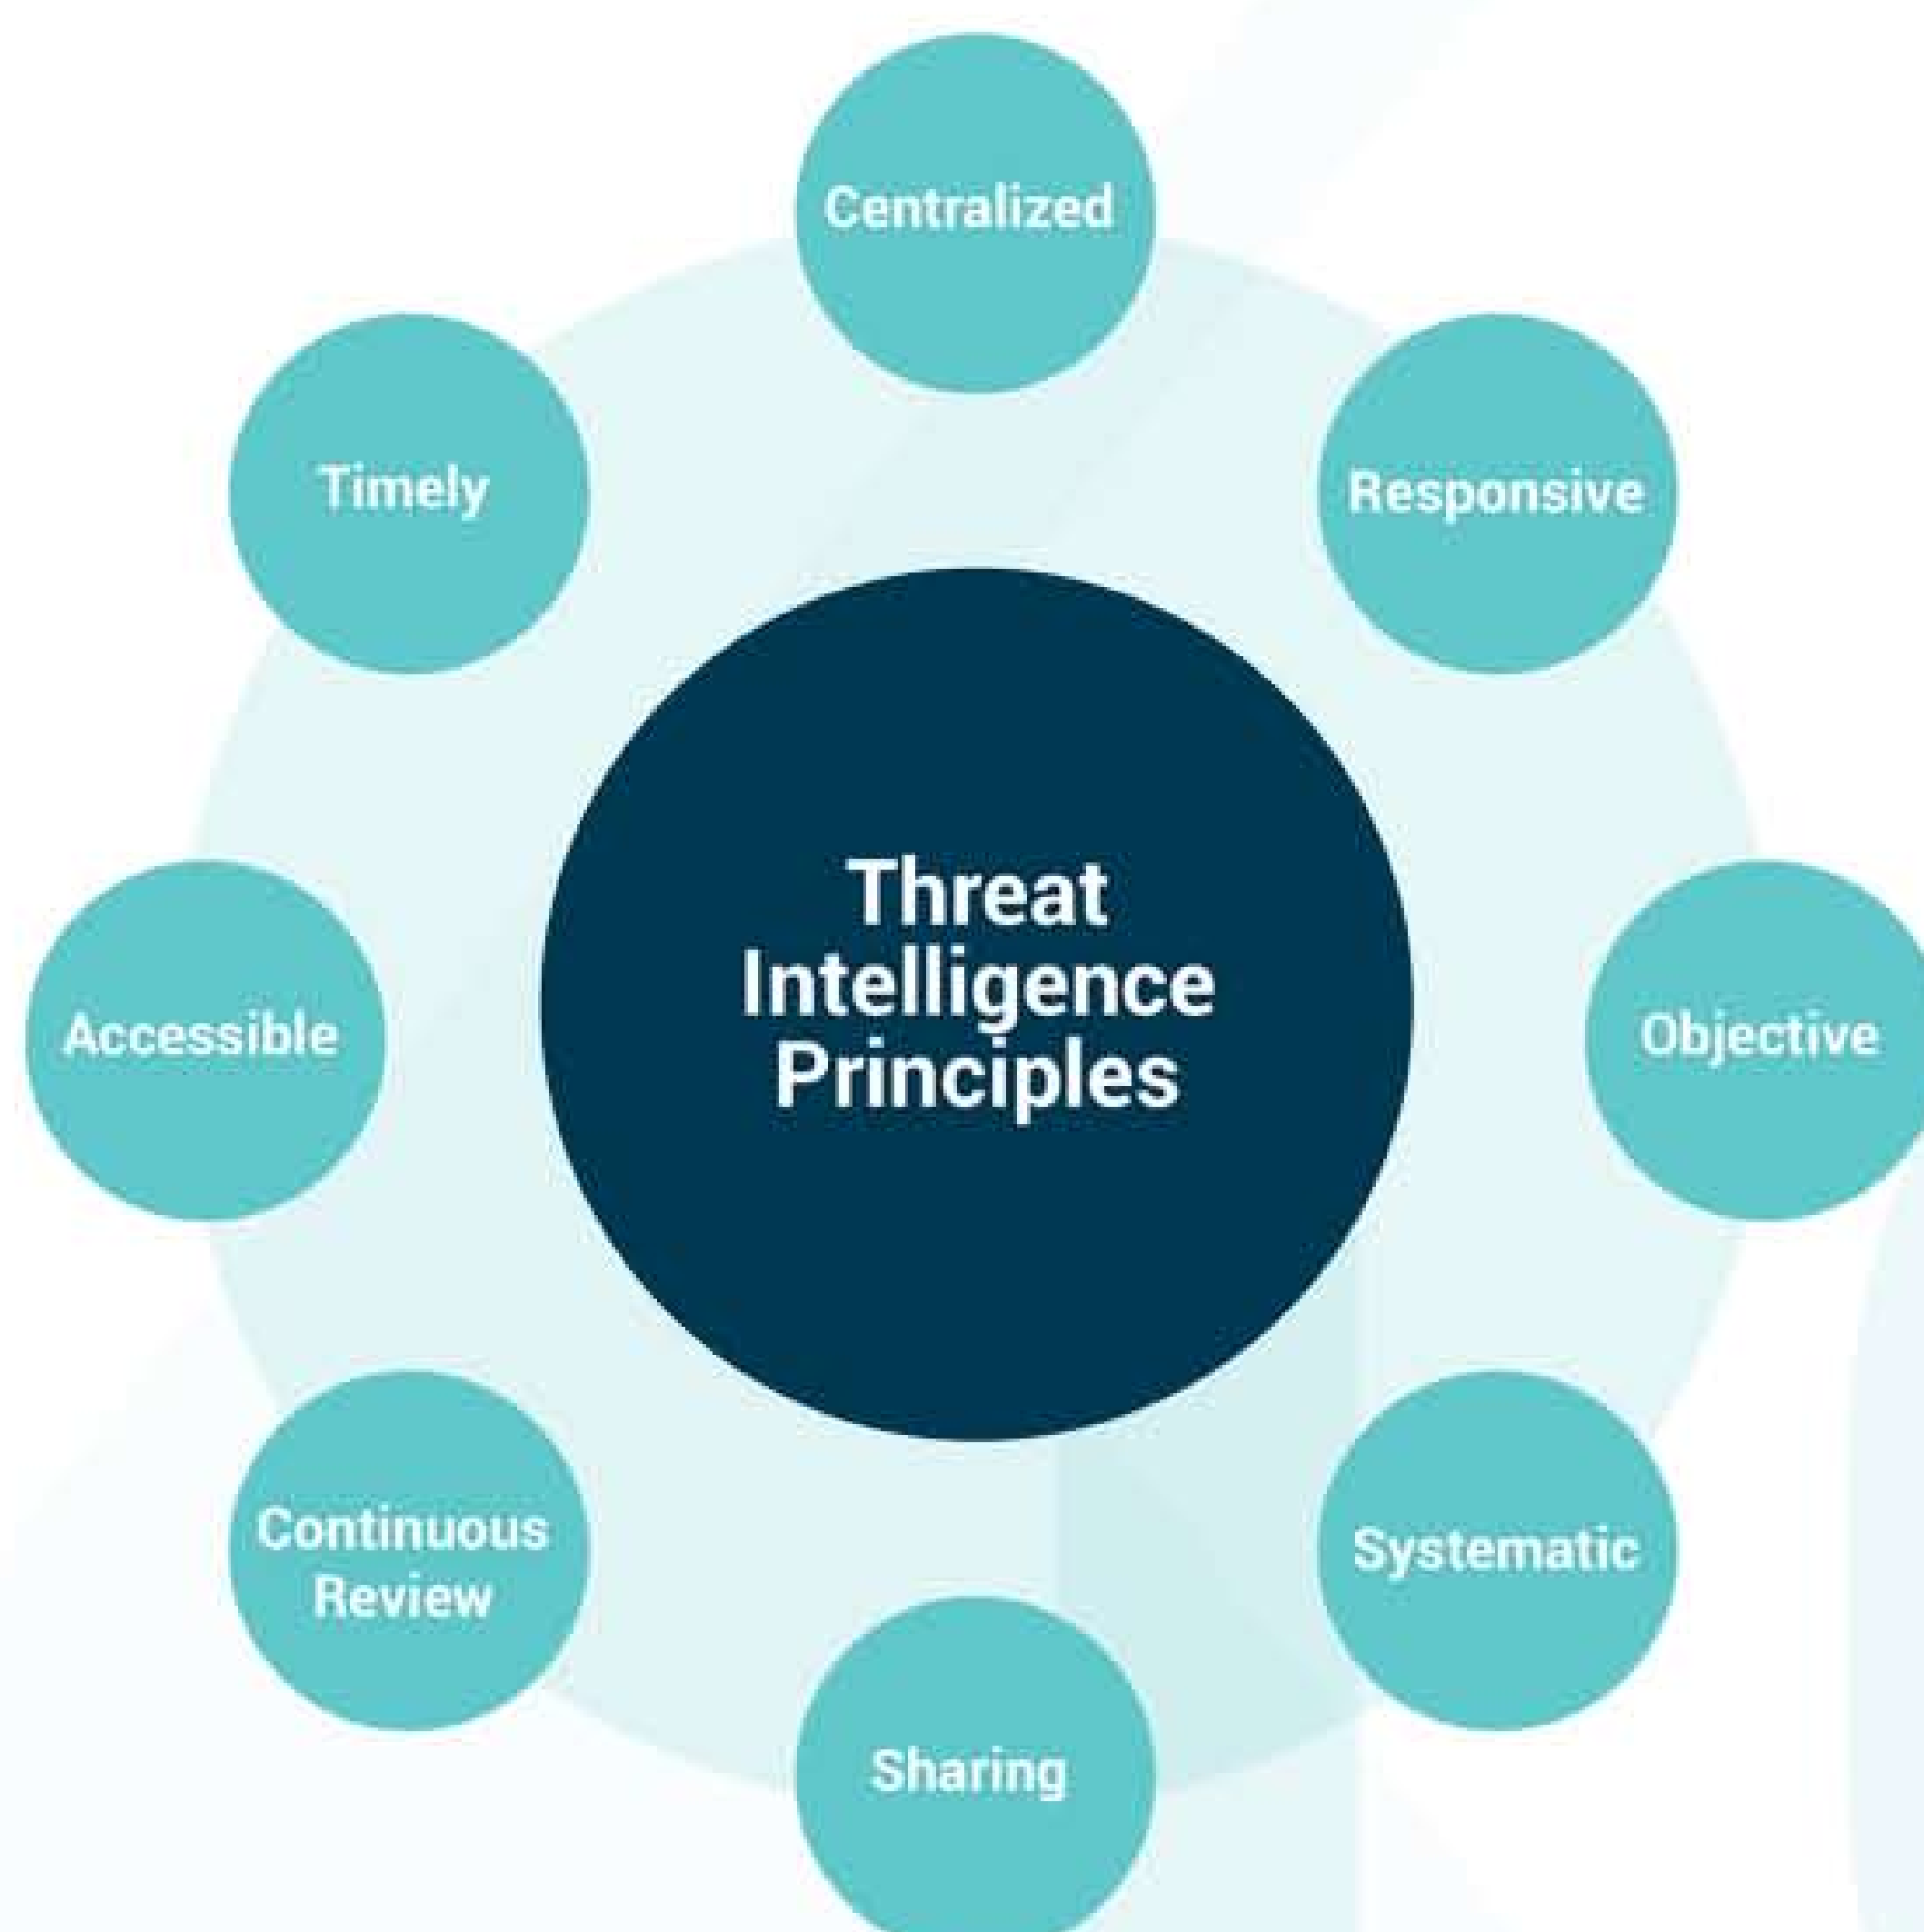 Centralized
Timely
Responsive
Threat
Intelligence
Principles
Accessible
Objective
Continuous
Review
Systematic
Sharing